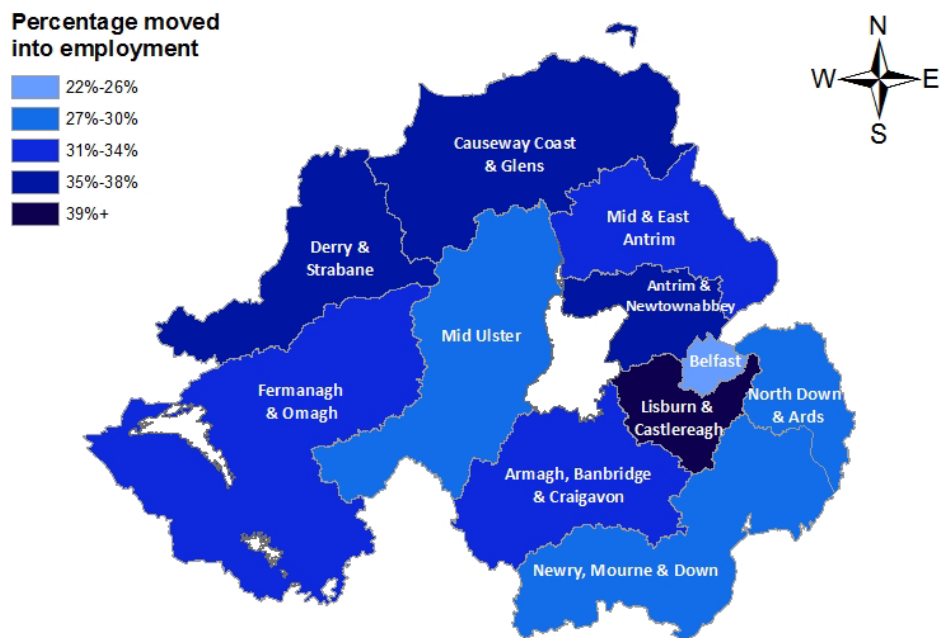 Percentage moved
into employment
22%-26%
27%-30%
31%-34%
35%-38%
39%+
N
W
E
S
Causeway Coast
& Glens
Mid & East
Antrim
Derry &
Strabane
Antrim &
Newtownabbey
Mid Ulster
Belfast
Fermanagh
& Omagh
North Down
& Ards
Lisburn &
Castlereagh
Armagh, Banbridge
& Craigavon
Newry, Mourne & Down